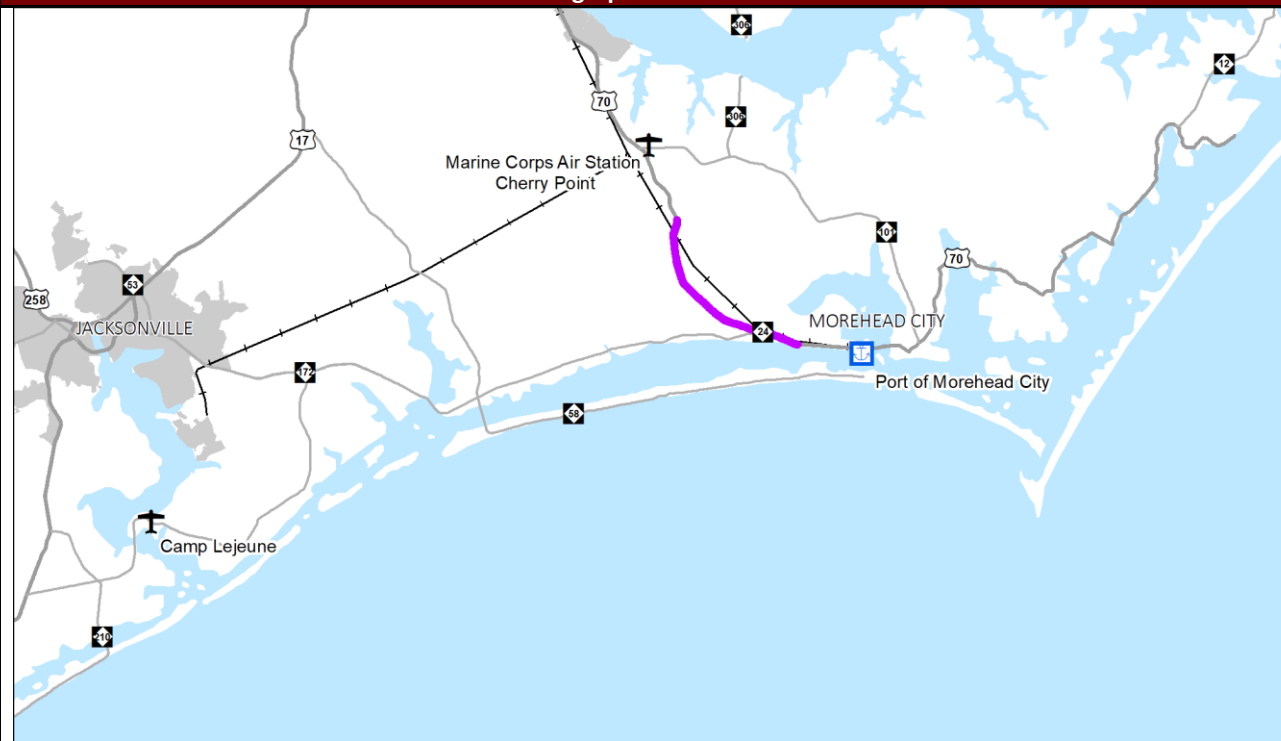 306
12
70
306
17
Marine Corps Air Station
Cherry Point
101
70
53
258
JACKSONVILLE
24
MOREHEAD CITY
172
Port of Morehead City
58
Camp Lejeune
210